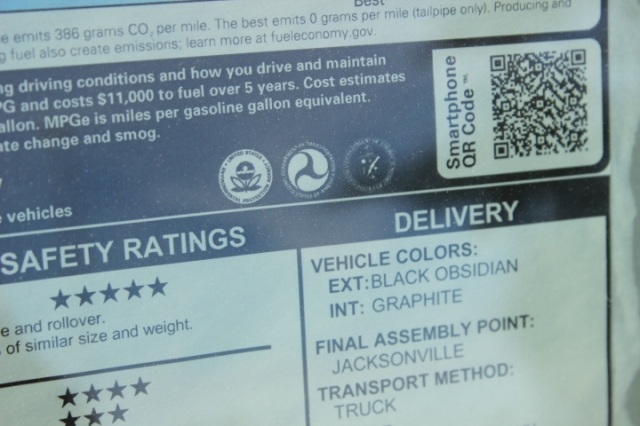 Best
e emits 386 grams CO₂ per mile. The best emits 0 grams per mile (tailpipe only). Producing and
g fuel also create emissions; learn more at fueleconomy.gov.
ng driving conditions and how you drive and maintain
PG and costs $11,000 to fuel over 5 years. Cost estimates
allon. MPGe is miles per gasoline gallon equivalent.
ate change and smog.
Smartphone
QR Code™
e vehicles
SAFETY RATINGS
e and rollover.
s of similar size and weight.
DELIVERY
VEHICLE COLORS:
EXT:BLACK OBSIDIAN
INT: GRAPHITE
FINAL ASSEMBLY POINT:
JACKSONVILLE
TRANSPORT METHOD:
TRUCK